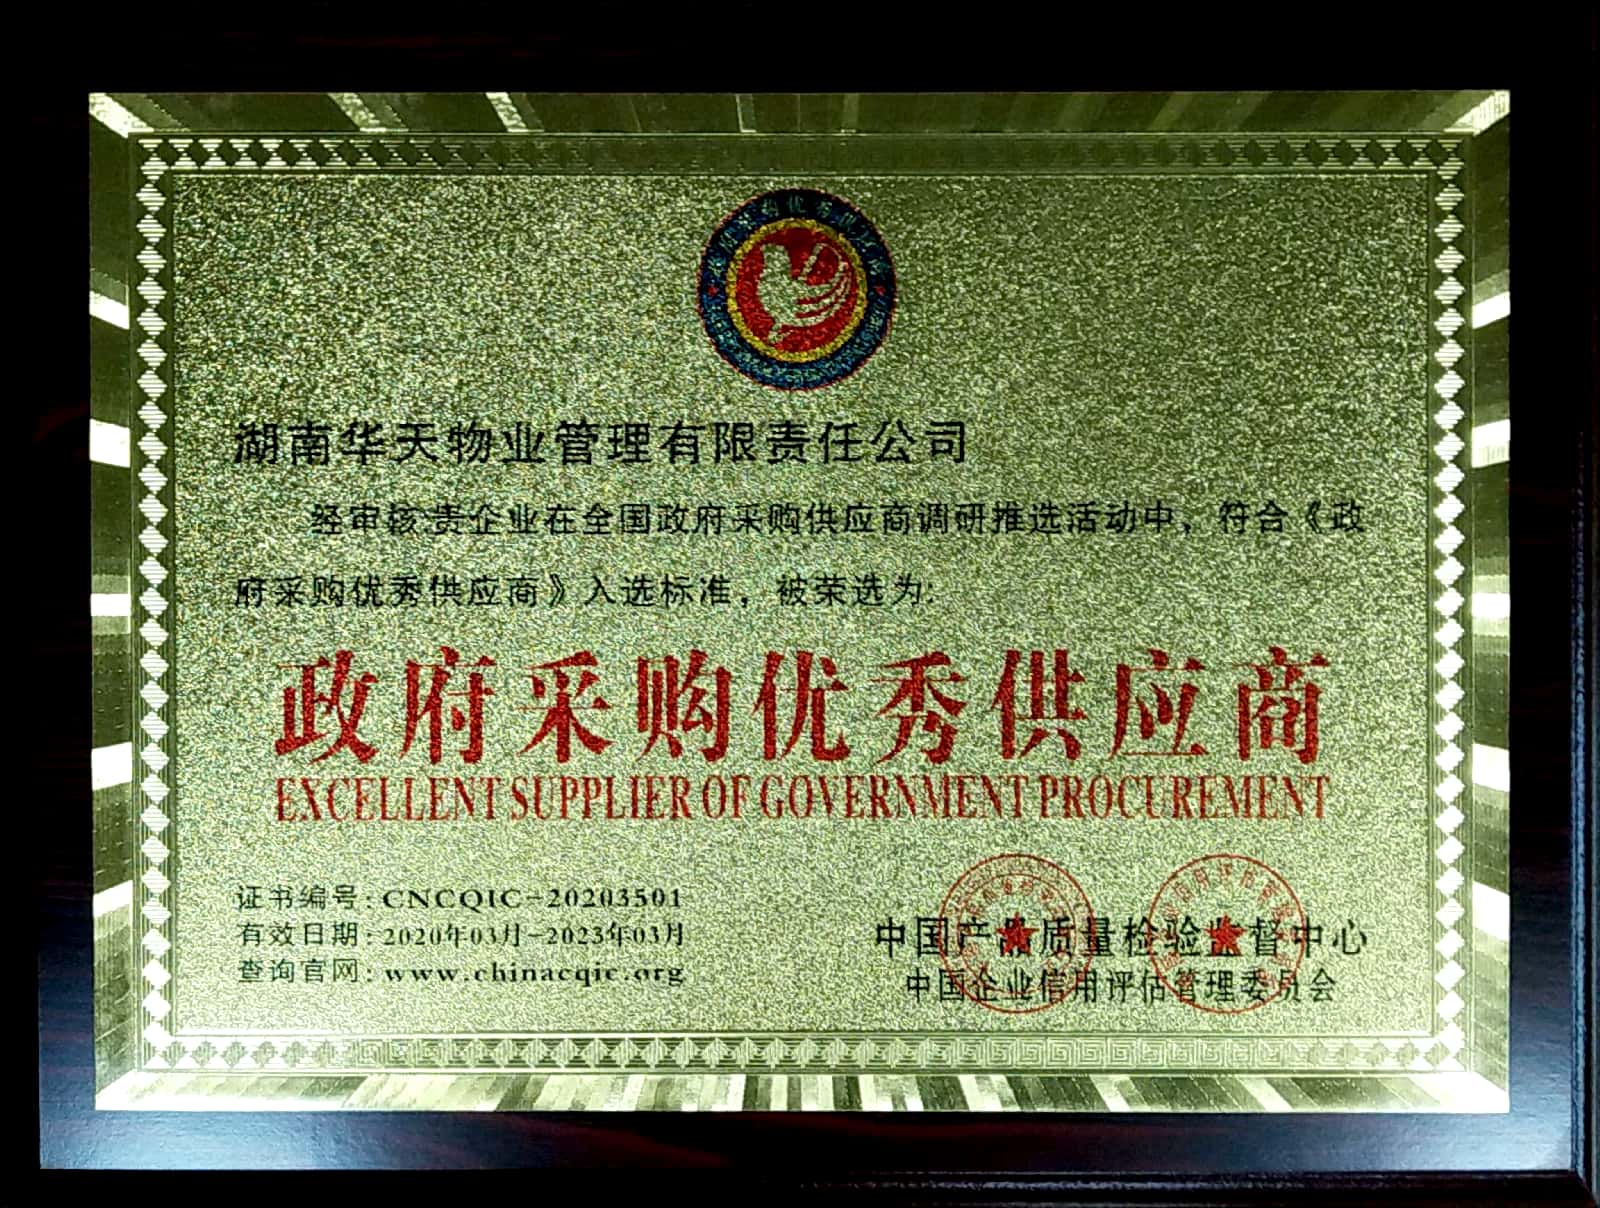 湖南华天物业管理有限责任公司
经审核贵企业在全国政府采购供应商调研推选活动中，符合《政
府采购优秀供应商》入选标准，被荣选为:
政府采购优秀供应商
EXCELLENT SUPPLIER OF GOVERNMENT PROCUREMENT
证书编号:CNCQIC-20203501
有效日期:2020年03月-2023年03月
查询官网:www.chinacqic.org
中国产品质量检验监督中心
中国企业信用评估管理委员会